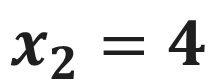 x₂ = 4